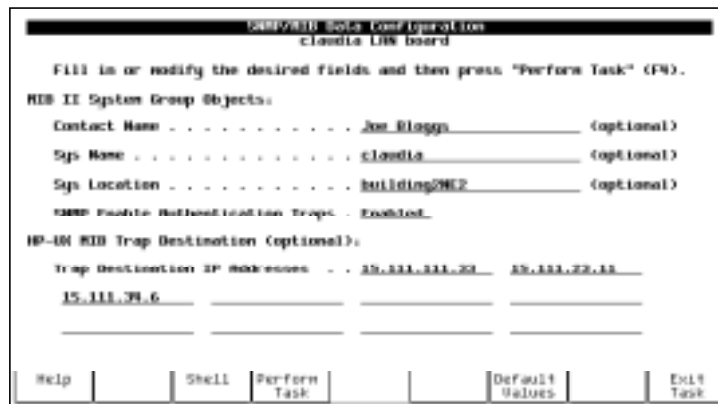 SNMP/MIB Data Configuration
claudia LAN board
Fill in or modify the desired fields and then press "Perform Task" (F4).
MIB II System Group Objects:
Contact Name . . . . . . . . . . . . Joe Bloggs (optional)
Sys Name . . . . . . . . . . . . . . claudia (optional)
Sys Location . . . . . . . . . . . . building2NE2 (optional)
SNMP Enable Authentication Traps . Enabled
HP-UX MIB Trap Destination (optional):
Trap Destination IP Addresses . . 15.111.111.33 15.111.23.11
15.111.34.6
Help Shell Perform Task Default Values Exit Task